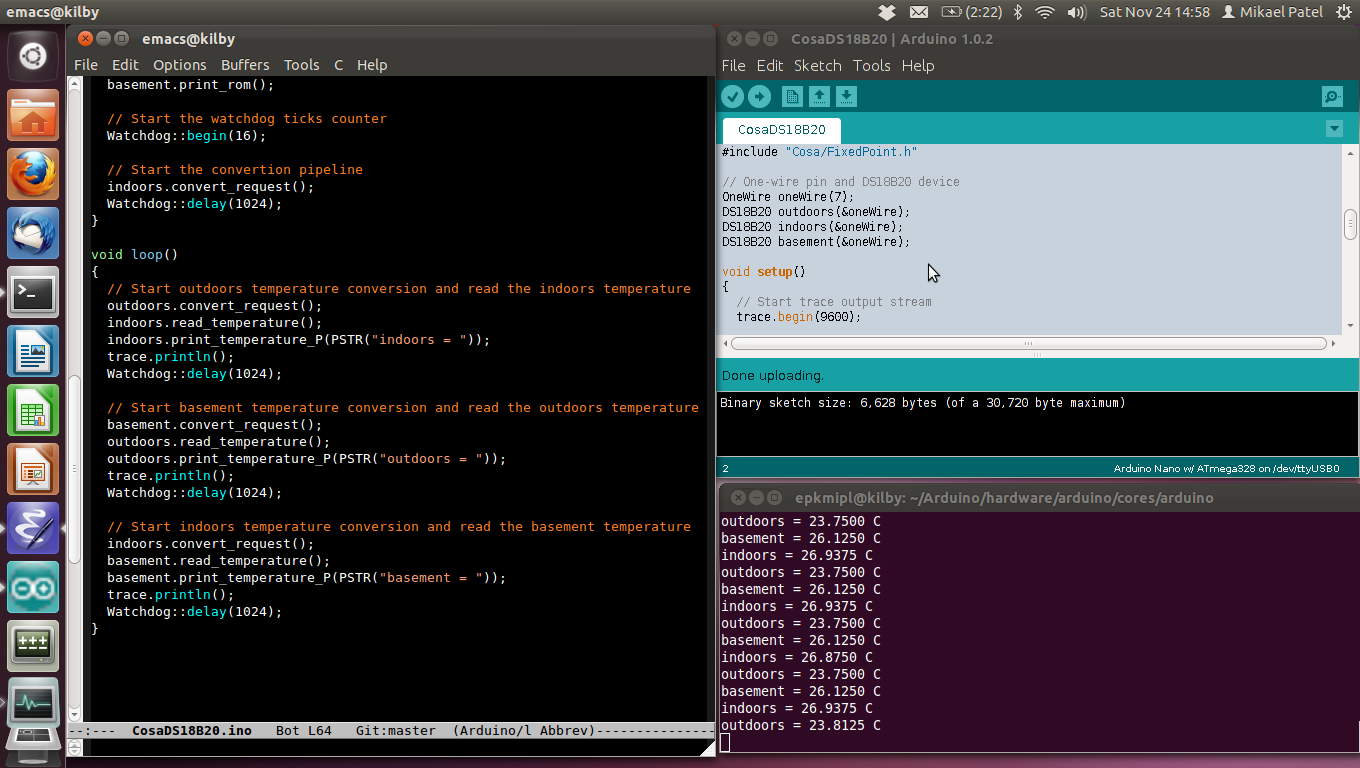 emacs@kilby
(2:22)
Sat Nov 24 14:58
Mikael Patel
emacs@kilby
File Edit Options Buffers Tools C Help
basement.print_rom();
// Start the watchdog ticks counter
Watchdog::begin(16);
// Start the convertion pipeline
indoors.convert_request();
Watchdog::delay(1024);
}
void loop()
{
// Start outdoors temperature conversion and read the indoors temperature
outdoors.convert_request();
indoors.read_temperature();
indoors.print_temperature_P(PSTR("indoors = "));
trace.println();
Watchdog::delay(1024);
// Start basement temperature conversion and read the outdoors temperature
basement.convert_request();
outdoors.read_temperature();
outdoors.print_temperature_P(PSTR("outdoors = "));
trace.println();
Watchdog::delay(1024);
// Start indoors temperature conversion and read the basement temperature
indoors.convert_request();
basement.read_temperature();
basement.print_temperature_P(PSTR("basement = "));
trace.println();
Watchdog::delay(1024);
}
--:--- CosaDS18B20.ino Bot L64 Git:master (Arduino/l Abbrev)---------------
CosaDS18B20 | Arduino 1.0.2
File Edit Sketch Tools Help
CosaDS18B20
#include "Cosa/FixedPoint.h"
// One-wire pin and DS18B20 device
OneWire oneWire(7);
DS18B20 outdoors(&oneWire);
DS18B20 indoors(&oneWire);
DS18B20 basement(&oneWire);
void setup()
{
// Start trace output stream
trace.begin(9600);
Done uploading.
Binary sketch size: 6,628 bytes (of a 30,720 byte maximum)
2
Arduino Nano w/ ATmega328 on /dev/ttyUSB0
epkmipl@kilby: ~/Arduino/hardware/arduino/cores/arduino
outdoors = 23.7500 C
basement = 26.1250 C
indoors = 26.9375 C
outdoors = 23.7500 C
basement = 26.1250 C
indoors = 26.9375 C
outdoors = 23.7500 C
basement = 26.1250 C
indoors = 26.8750 C
outdoors = 23.7500 C
basement = 26.1250 C
indoors = 26.9375 C
outdoors = 23.8125 C